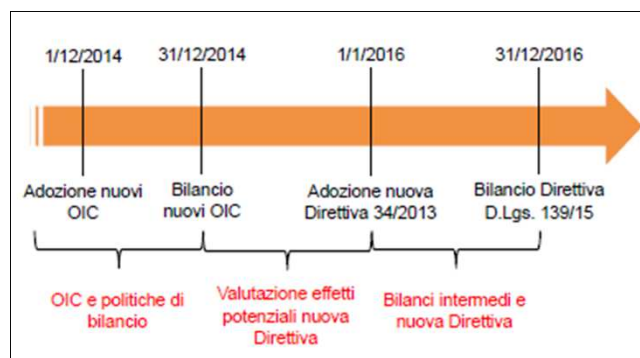 1/12/2014 31/12/2014 1/1/2016 31/12/2016
Adozione nuovi
OIC
Bilancio
nuovi OIC
Adozione nuova
Direttiva 34/2013
Bilancio Direttiva
D.Lgs. 139/15
OIC e politiche di
bilancio
Valutazione effetti
potenziali nuova
Direttiva
Bilanci intermedi e
nuova Direttiva